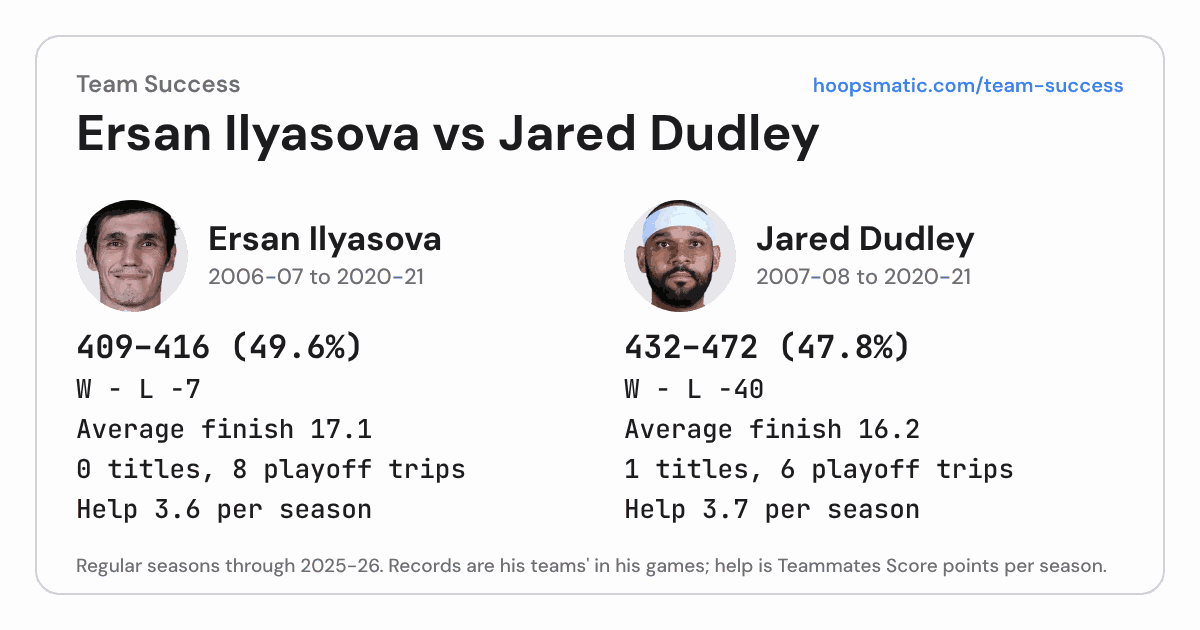 Team Success
hoopsmatic.com/team-success
Ersan Ilyasova vs Jared Dudley
Ersan Ilyasova
2006-07 to 2020-21
409-416 (49.6%)
W - L -7
Average finish 17.1
0 titles, 8 playoff trips
Help 3.6 per season
Jared Dudley
2007-08 to 2020-21
432-472 (47.8%)
W - L -40
Average finish 16.2
1 titles, 6 playoff trips
Help 3.7 per season
Regular seasons through 2025-26. Records are his teams' in his games; help is Teammates Score points per season.